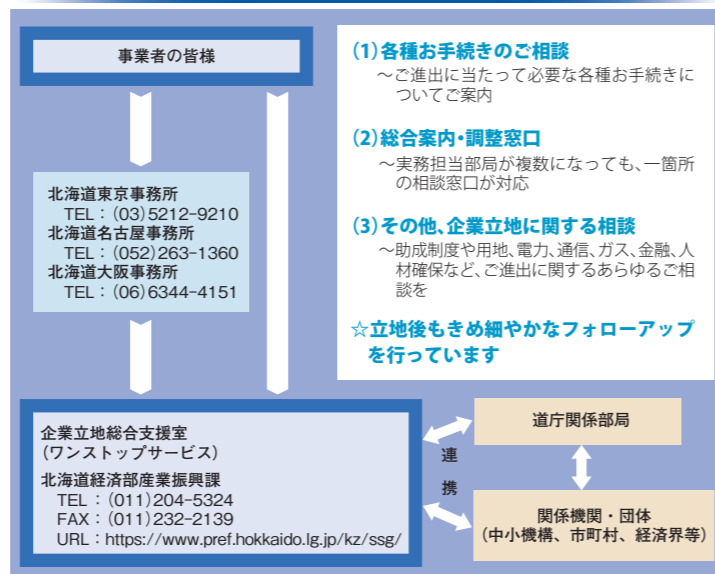 事業者の皆様
北海道東京事務所
TEL：(03)5212-9210
北海道名古屋事務所
TEL：(052)263-1360
北海道大阪事務所
TEL：(06)6344-4151
(1)各種お手続きのご相談
～ご進出に当たって必要な各種お手続きに
ついてご案内
(2)総合案内・調整窓口
～実務担当部局が複数になっても、一箇所
の相談窓口が対応
(3)その他、企業立地に関する相談
～助成制度や用地、電力、通信、ガス、金融、人
材確保など、ご進出に関するあらゆるご相
談を
☆立地後もきめ細やかなフォローアップ
を行っています
企業立地総合支援室
(ワンストップサービス)
北海道経済部産業振興課
TEL：(011)204-5324
FAX：(011)232-2139
URL：https://www.pref.hokkaido.lg.jp/kz/ssg/
連
携
道庁関係部局
関係機関・団体
(中小機構、市町村、経済界等)